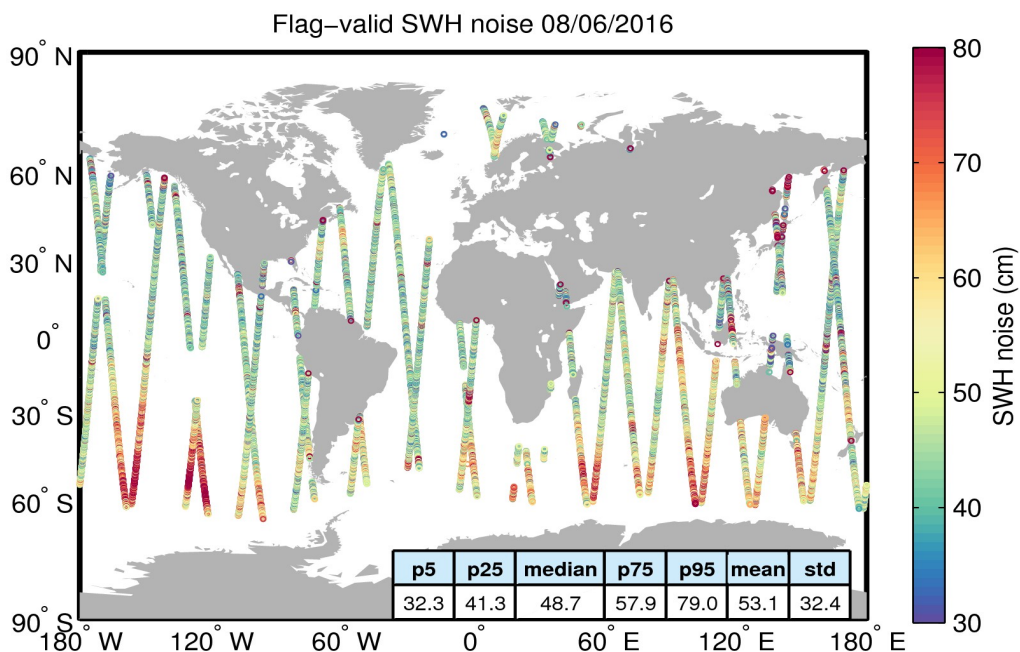 Flag−valid SWH noise 08/06/2016
90° N
60° N
30° N
0°
30° S
60° S
90° S
180° W 120° W 60° W 0° 60° E 120° E 180° E
p5 p25 median p75 p95 mean std
32.3 41.3 48.7 57.9 79.0 53.1 32.4
80
70
60
50
40
30
SWH noise (cm)